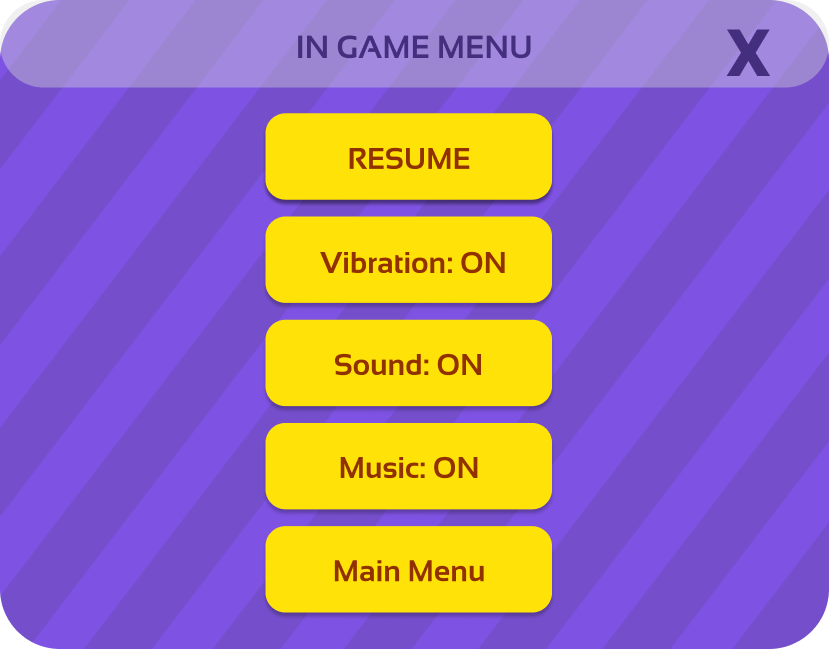 IN GAME MENU X
RESUME
Vibration: ON
Sound: ON
Music: ON
Main Menu